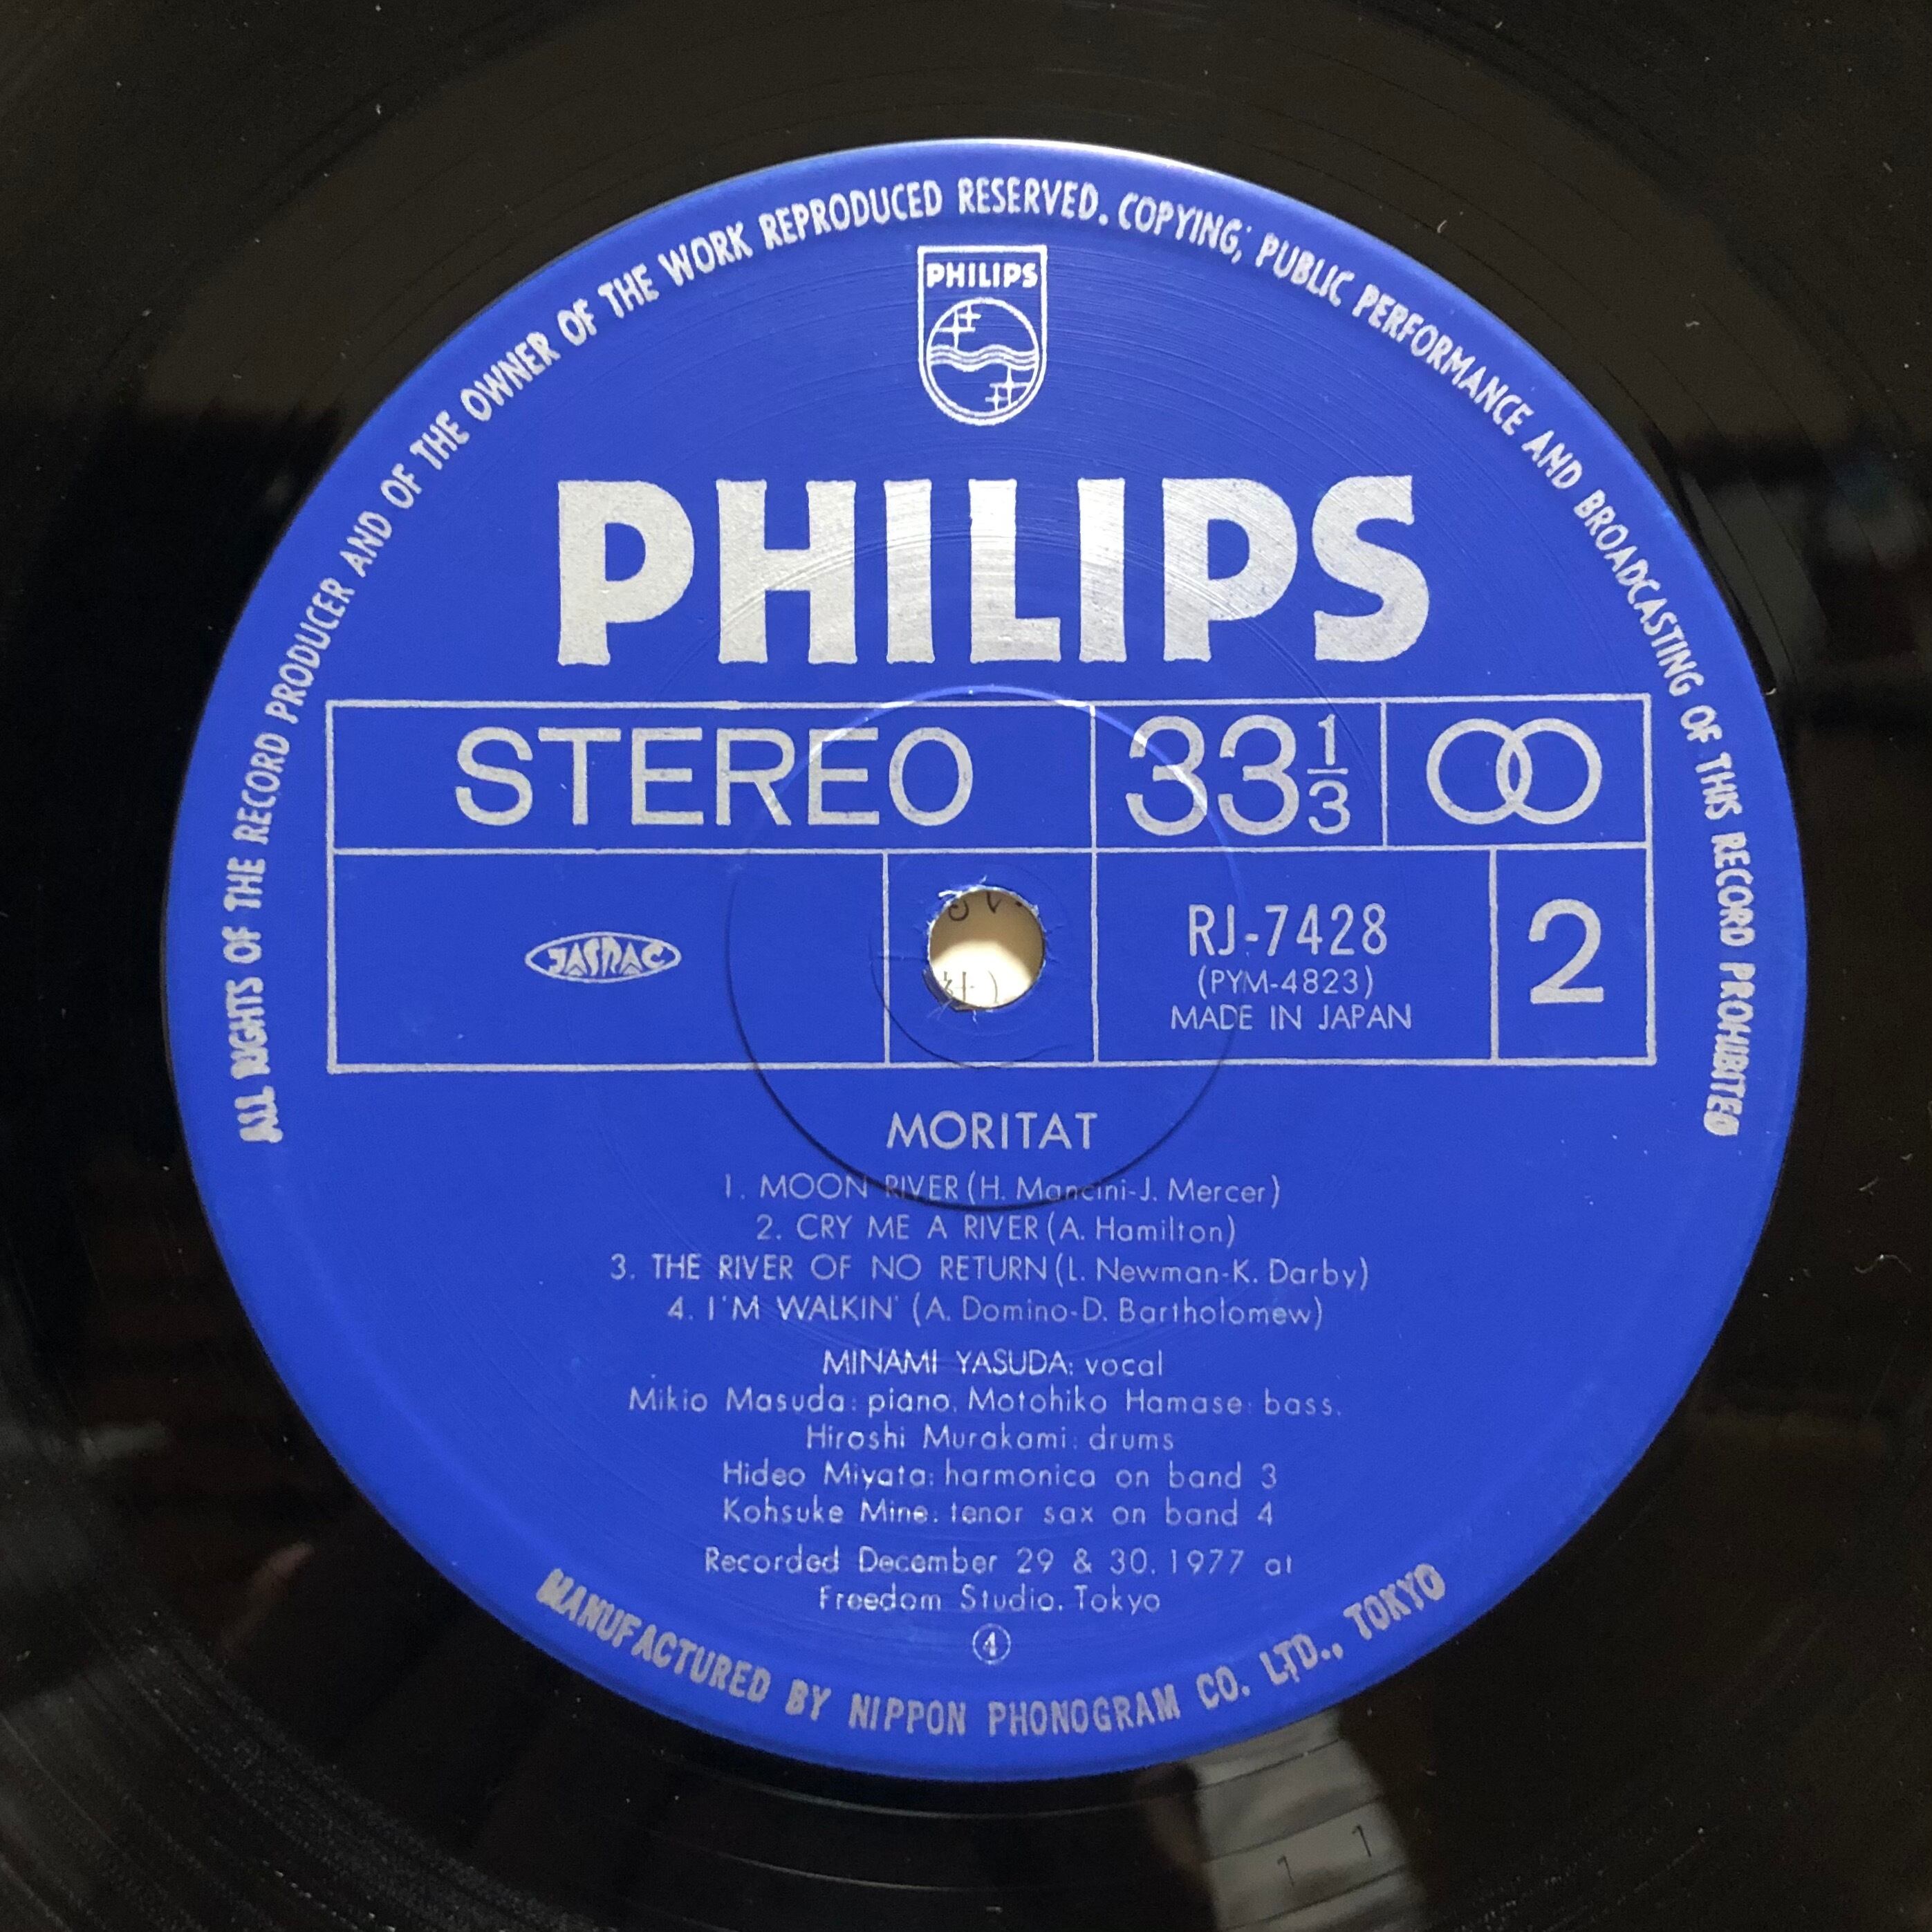 ALL RIGHTS OF THE RECORD PRODUCER AND OF THE OWNER OF THE WORK REPRODUCED RESERVED. COPYING, PUBLIC PERFORMANCE AND BROADCASTING OF THIS RECORD PROHIBITED
PHILIPS
PHILIPS
STEREO 33 1/3
JASRAC
RJ-7428
(PYM-4823)
MADE IN JAPAN
2
MORITAT
1. MOON RIVER (H. Mancini-J. Mercer)
2. CRY ME A RIVER (A. Hamilton)
3. THE RIVER OF NO RETURN (L. Newman-K. Darby)
4. I'M WALKIN' (A. Domino-D. Bartholomew)
MINAMI YASUDA: vocal
Mikio Masuda: piano, Motohiko Hamase: bass,
Hiroshi Murakami: drums
Hideo Miyata: harmonica on band 3
Kohsuke Mine: tenor sax on band 4
Recorded December 29 & 30, 1977 at
Freedom Studio, Tokyo
④
MANUFACTURED BY NIPPON PHONOGRAM CO. LTD., TOKYO